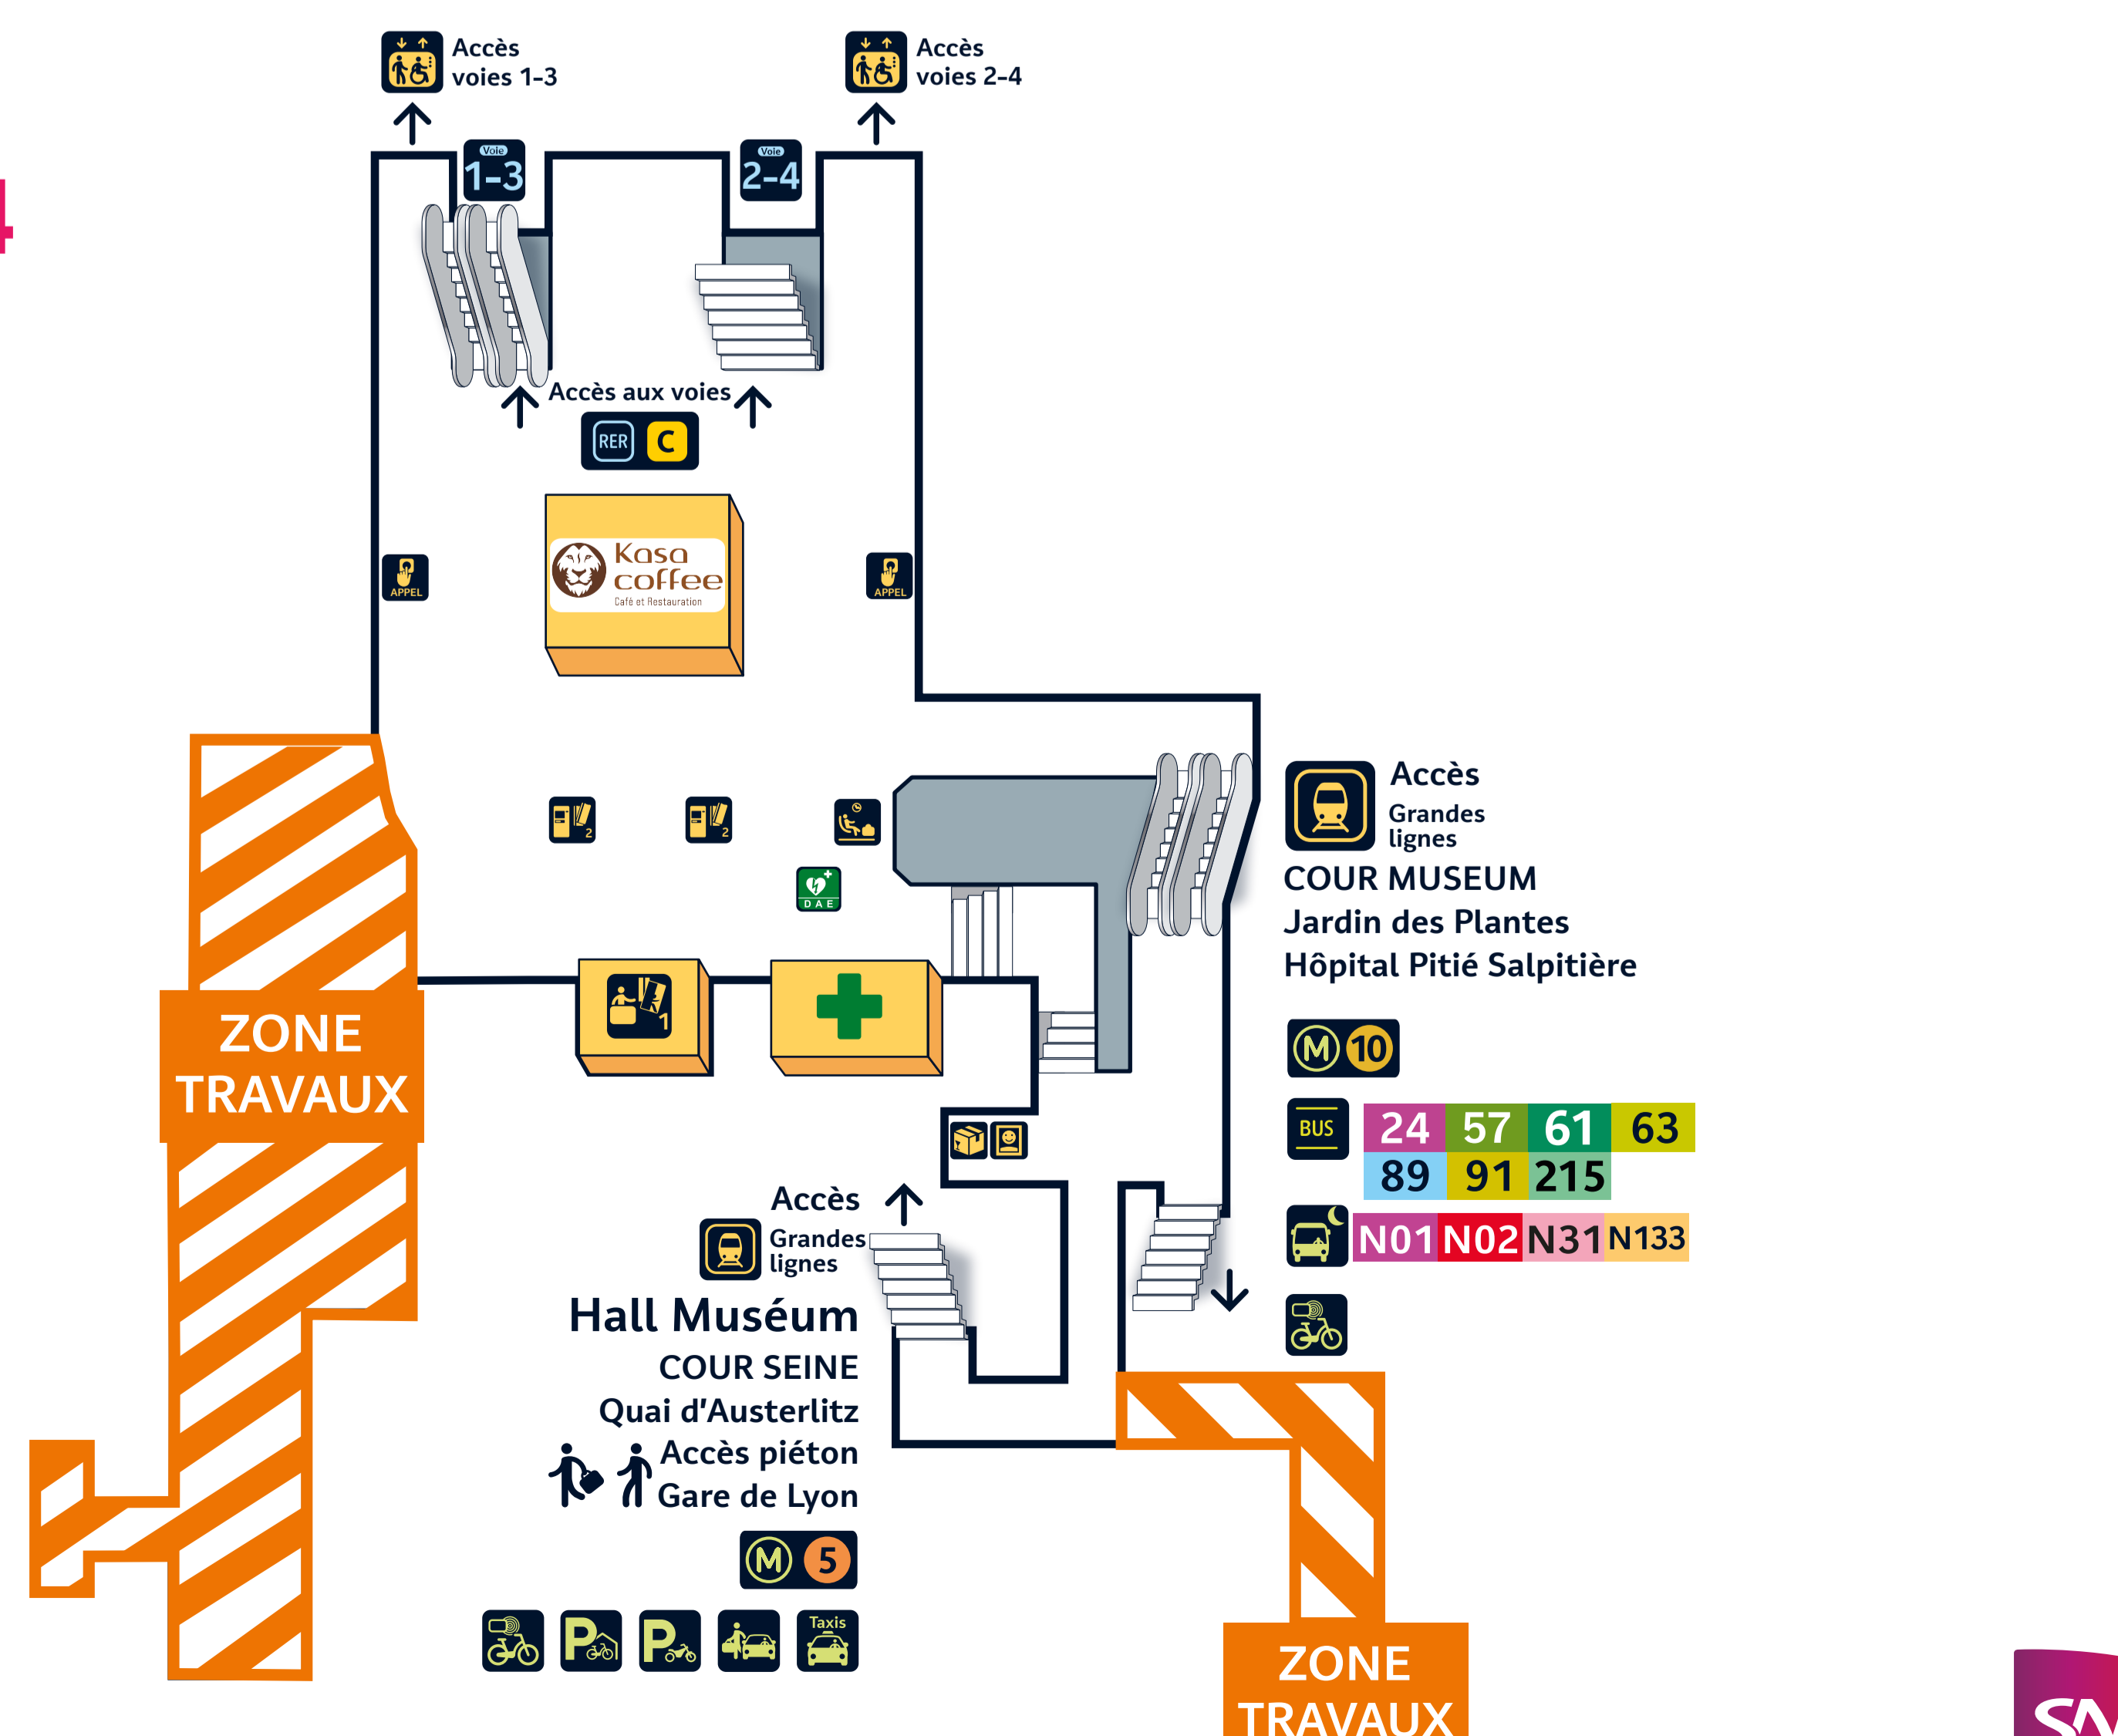 Accès
voies 1-3
Accès
voies 2-4
Voie
1-3
Voie
2-4
4
Accès aux voies
RER C
Kasa
coffee
Café et Restauration
APPEL
APPEL
2
2
DAE
1
ZONE
TRAVAUX
Accès
Grandes
lignes
COUR MUSEUM
Jardin des Plantes
Hôpital Pitié Salpitière
M 10
BUS
24 57 61 63
89 91 215
N01 N02 N31 N133
Accès
Grandes
lignes
Hall Muséum
COUR SEINE
Quai d'Austerlitz
Accès piéton
Gare de Lyon
M 5
P
P
Taxis
ZONE
TRAVAUX